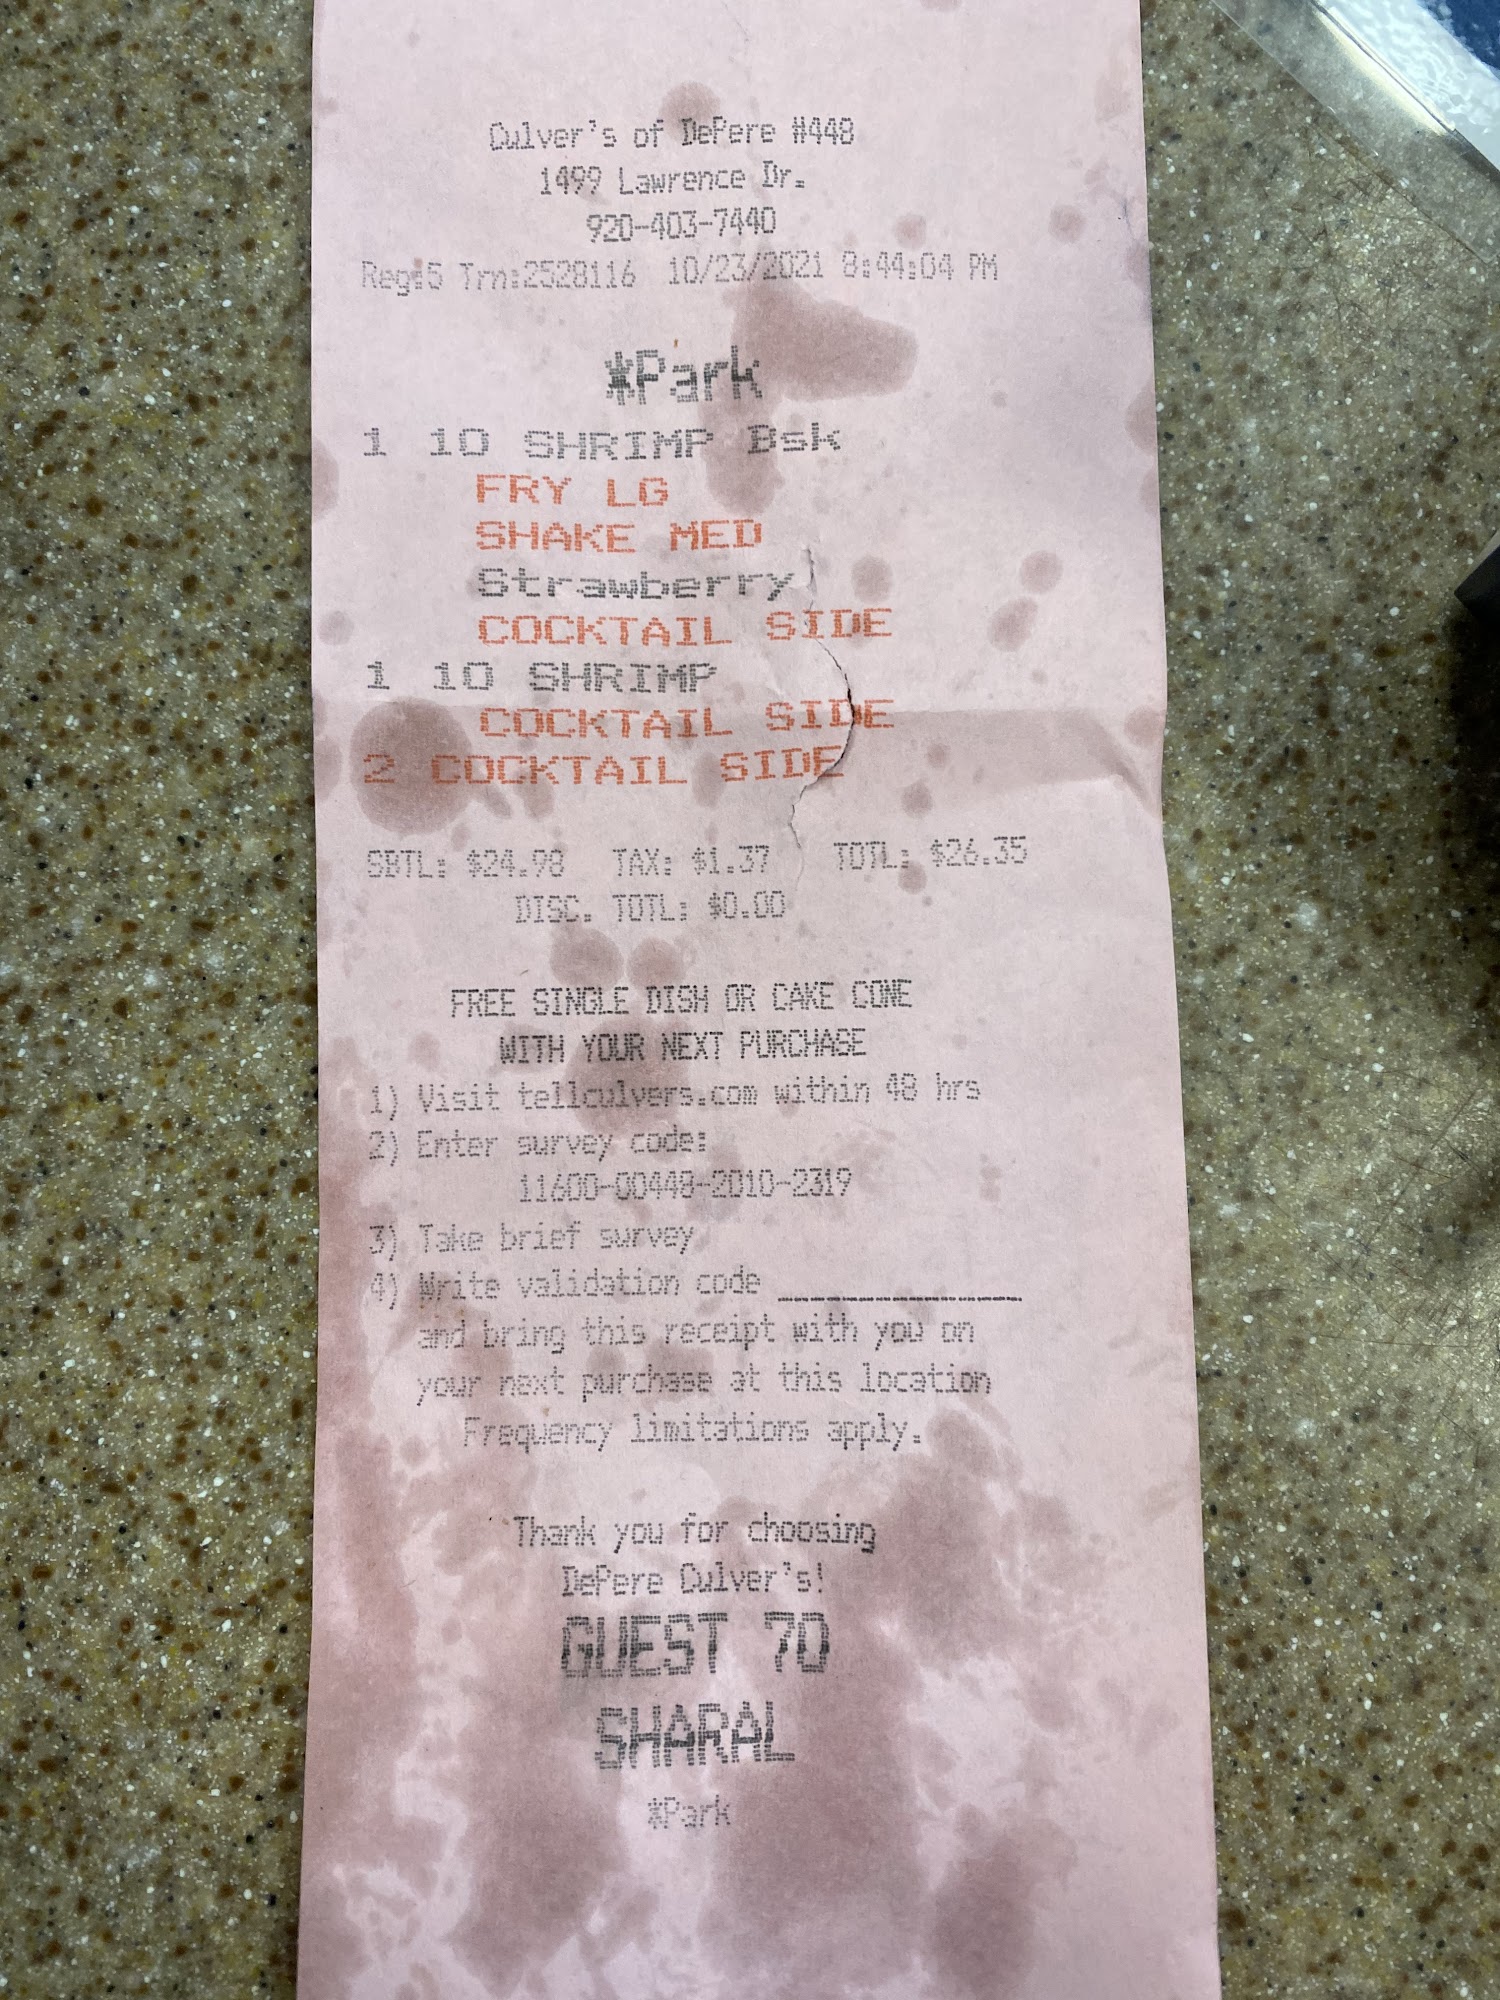 Culver's of DePere #448
1499 Lawrence Dr.
920-403-7440
Reg:5 Trn:2528116 10/23/2021 8:44:04 PM
*Park
1 10 SHRIMP Bsk
FRY LG
SHAKE MED
Strawberry
COCKTAIL SIDE
1 10 SHRIMP
COCKTAIL SIDE
2 COCKTAIL SIDE
SBTL: $24.98 TAX: $1.37 TOTL: $26.35
DISC. TOTL: $0.00
FREE SINGLE DISH OR CAKE CONE
WITH YOUR NEXT PURCHASE
1) Visit tellculvers.com within 48 hrs
2) Enter survey code:
11600-00448-2010-2319
3) Take brief survey
4) Write validation code _______________
and bring this receipt with you on
your next purchase at this location
Frequency limitations apply.
Thank you for choosing
DePere Culver's!
GUEST 70
SHARAL
*Park